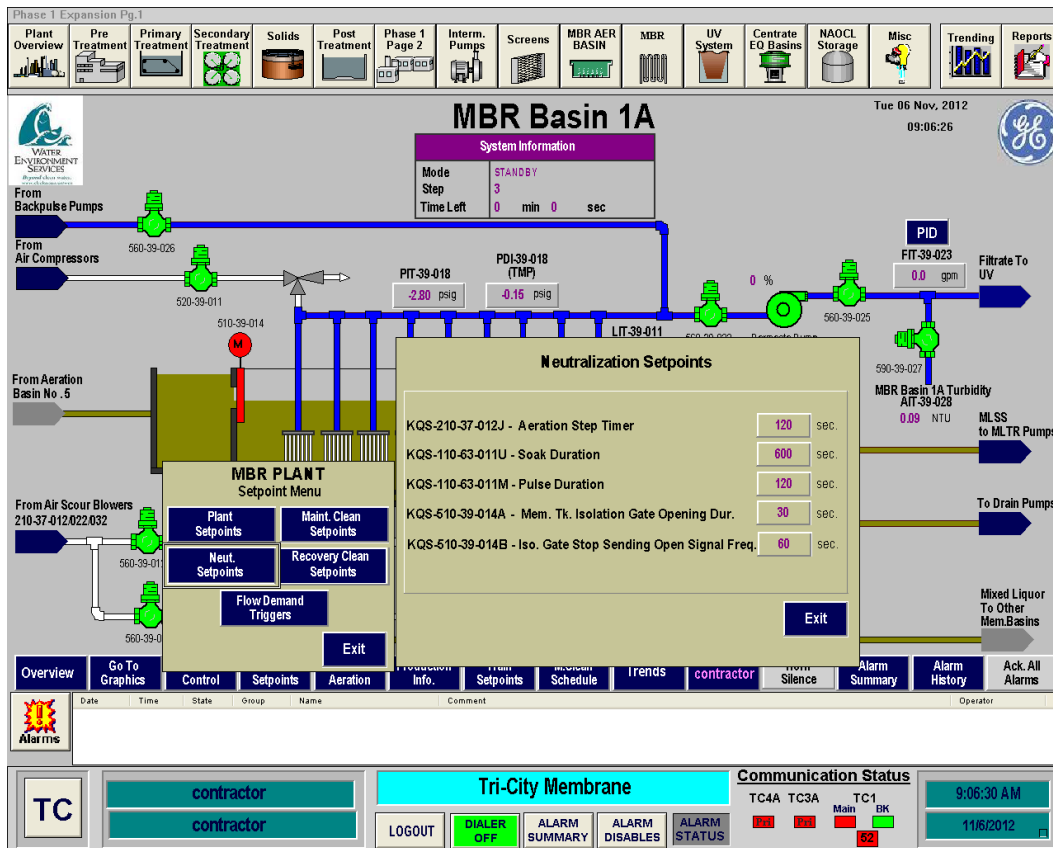 Phase 1 Expansion Pg.1
Plant Overview
Pre Treatment
Primary Treatment
Secondary Treatment
Solids
Post Treatment
Phase 1 Page 2
Interm. Pumps
Screens
MBR AER BASIN
MBR
UV System
Centrate EQ Basins
NAOCL Storage
Misc
Trending
Reports
WATER
ENVIRONMENT
SERVICES
MBR Basin 1A
Tue 06 Nov, 2012
09:06:26
System Information
Mode STANDBY
Step 3
Time Left 0 min 0 sec
From
Backpulse Pumps
560-39-026
From
Air Compressors
520-39-011
PIT-39-018
-2.80 psig
PDI-39-018
(TMP)
-0.15 psig
0 %
PID
FIT-39-023
0.0 gpm
Filtrate To
UV
560-39-025
510-39-014
M
LIT-39-011
590-39-027
MBR Basin 1A Turbidity
AIT-39-028
0.09 NTU
From Aeration
Basin No .5
MLSS
to MLTR Pumps
To Drain Pumps
Mixed Liquor
To Other
Mem.Basins
From Air Scour Blowers
210-37-012/022/032
Neutralization Setpoints
KQS-210-37-012J - Aeration Step Timer 120 sec.
KQS-110-63-011U - Soak Duration 600 sec.
KQS-110-63-011M - Pulse Duration 120 sec.
KQS-510-39-014A - Mem. Tk. Isolation Gate Opening Dur. 30 sec.
KQS-510-39-014B - Iso. Gate Stop Sending Open Signal Freq. 60 sec.
Exit
MBR PLANT
Setpoint Menu
Plant Setpoints
Maint. Clean Setpoints
Neut. Setpoints
Recovery Clean Setpoints
Flow Demand Triggers
Exit
Overview
Go To Graphics
Control
Setpoints
Aeration
Info.
Setpoints
Schedule
Trends
contractor
Silence
Alarm Summary
Alarm History
Ack. All Alarms
Alarms
Date Time State Group Name Comment Operator
TC
contractor
contractor
Tri-City Membrane
LOGOUT
DIALER OFF
ALARM SUMMARY
ALARM DISABLES
ALARM STATUS
Communication Status
TC4A TC3A TC1
Main BK
Pri Pri
52
9:06:30 AM
11/6/2012